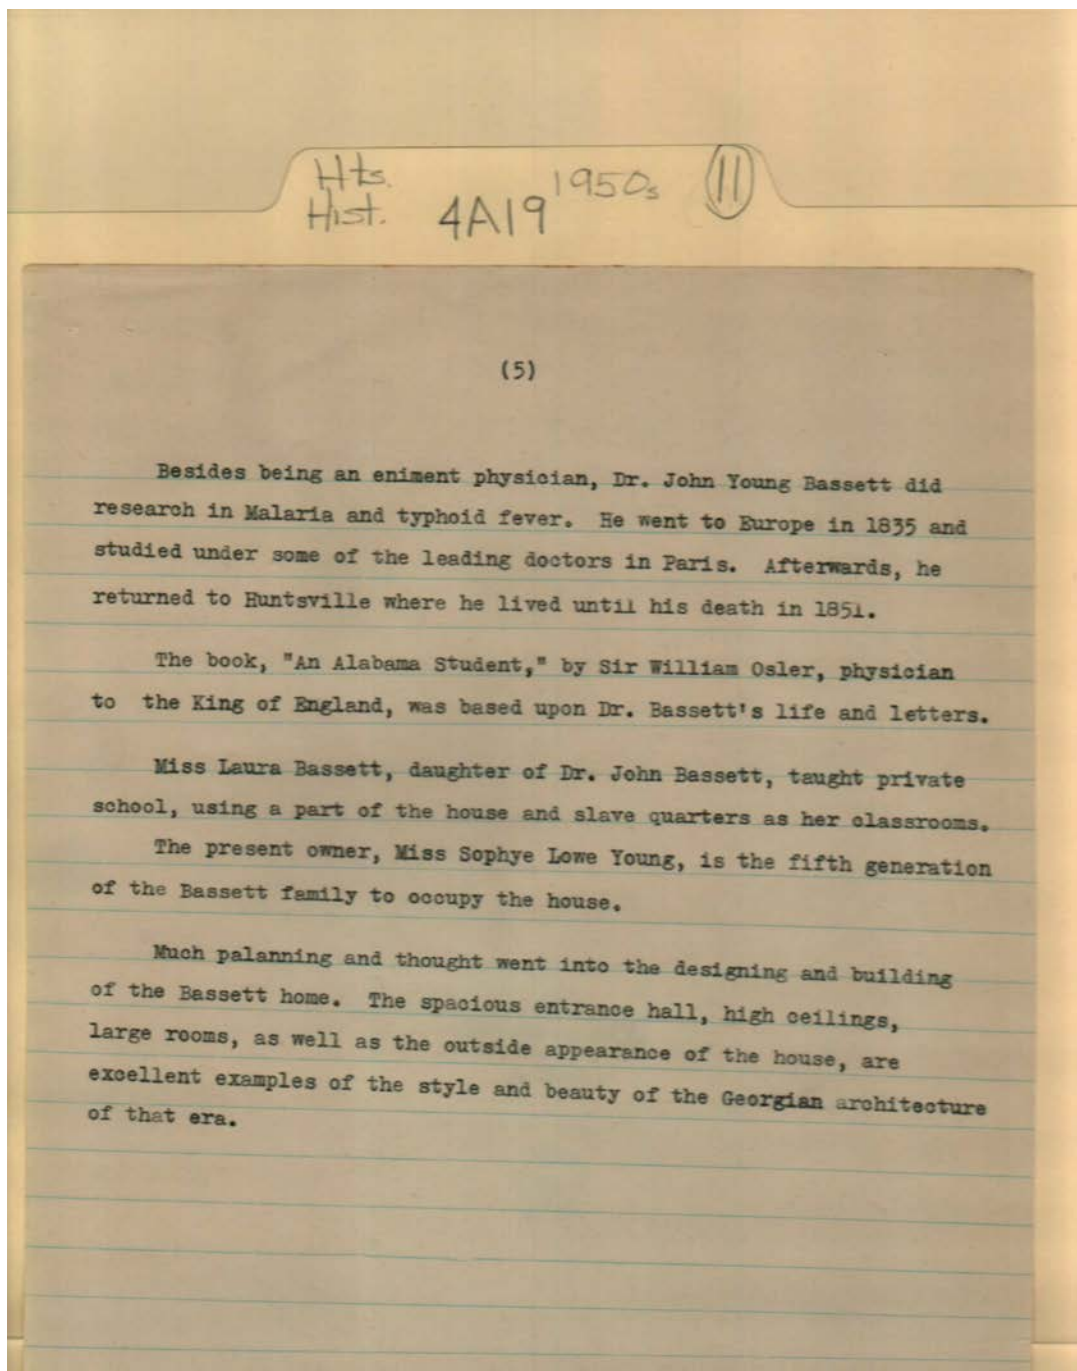 Hts. 1950s 11
Hist. 4A19
(5)
Besides being an eniment physician, Dr. John Young Bassett did
research in Malaria and typhoid fever. He went to Europe in 1835 and
studied under some of the leading doctors in Paris. Afterwards, he
returned to Huntsville where he lived until his death in 1851.
The book, "An Alabama Student," by Sir William Osler, physician
to the King of England, was based upon Dr. Bassett's life and letters.
Miss Laura Bassett, daughter of Dr. John Bassett, taught private
school, using a part of the house and slave quarters as her classrooms.
The present owner, Miss Sophye Lowe Young, is the fifth generation
of the Bassett family to occupy the house.
Much palanning and thought went into the designing and building
of the Bassett home. The spacious entrance hall, high ceilings,
large rooms, as well as the outside appearance of the house, are
excellent examples of the style and beauty of the Georgian architecture
of that era.